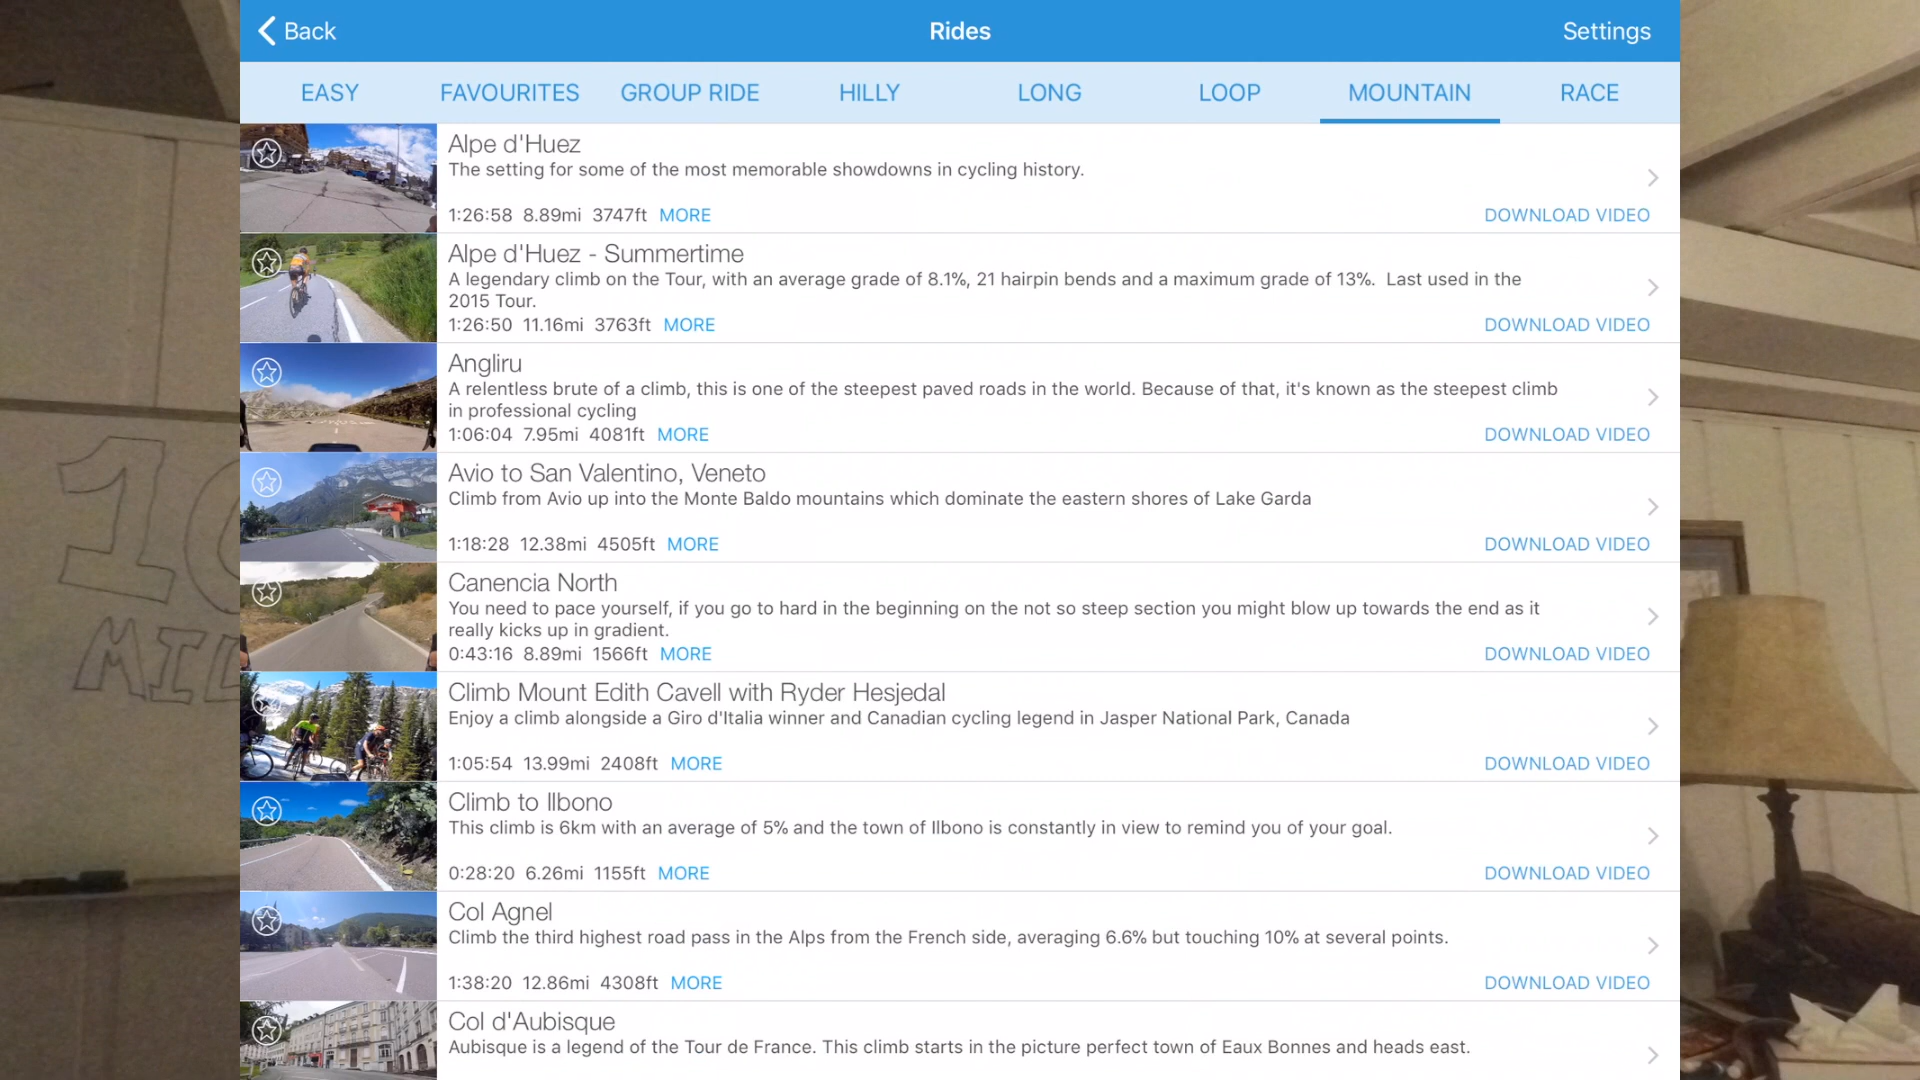 Back
Rides
Settings
EASY
FAVOURITES
GROUP RIDE
HILLY
LONG
LOOP
MOUNTAIN
RACE
Alpe d'Huez
The setting for some of the most memorable showdowns in cycling history.
1:26:58 8.89mi 3747ft MORE
DOWNLOAD VIDEO
Alpe d'Huez - Summertime
A legendary climb on the Tour, with an average grade of 8.1%, 21 hairpin bends and a maximum grade of 13%. Last used in the
2015 Tour.
1:26:50 11.16mi 3763ft MORE
DOWNLOAD VIDEO
Angliru
A relentless brute of a climb, this is one of the steepest paved roads in the world. Because of that, it's known as the steepest climb
in professional cycling
1:06:04 7.95mi 4081ft MORE
DOWNLOAD VIDEO
Avio to San Valentino, Veneto
Climb from Avio up into the Monte Baldo mountains which dominate the eastern shores of Lake Garda
1:18:28 12.38mi 4505ft MORE
DOWNLOAD VIDEO
Canencia North
You need to pace yourself, if you go to hard in the beginning on the not so steep section you might blow up towards the end as it
really kicks up in gradient.
0:43:16 8.89mi 1566ft MORE
DOWNLOAD VIDEO
Climb Mount Edith Cavell with Ryder Hesjedal
Enjoy a climb alongside a Giro d'Italia winner and Canadian cycling legend in Jasper National Park, Canada
1:05:54 13.99mi 2408ft MORE
DOWNLOAD VIDEO
Climb to Ilbono
This climb is 6km with an average of 5% and the town of Ilbono is constantly in view to remind you of your goal.
0:28:20 6.26mi 1155ft MORE
DOWNLOAD VIDEO
Col Agnel
Climb the third highest road pass in the Alps from the French side, averaging 6.6% but touching 10% at several points.
1:38:20 12.86mi 4308ft MORE
DOWNLOAD VIDEO
Col d'Aubisque
Aubisque is a legend of the Tour de France. This climb starts in the picture perfect town of Eaux Bonnes and heads east.